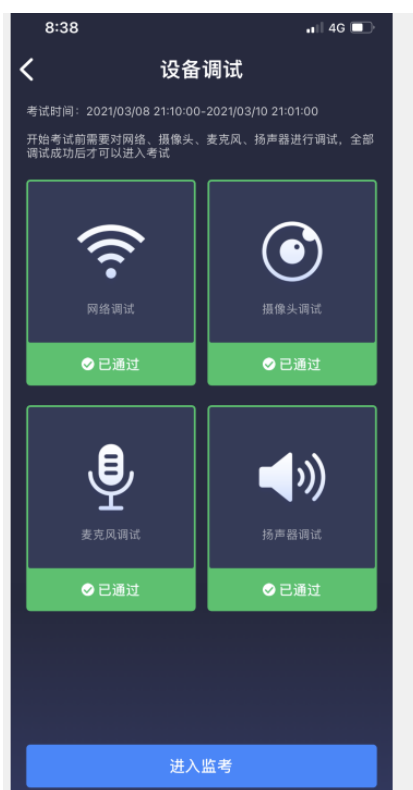 8:38
4G
设备调试
考试时间：2021/03/08 21:10:00-2021/03/10 21:01:00
开始考试前需要对网络、摄像头、麦克风、扬声器进行调试，全部
调试成功后才可以进入考试
网络调试
摄像头调试
已通过
已通过
麦克风调试
扬声器调试
已通过
已通过
进入监考